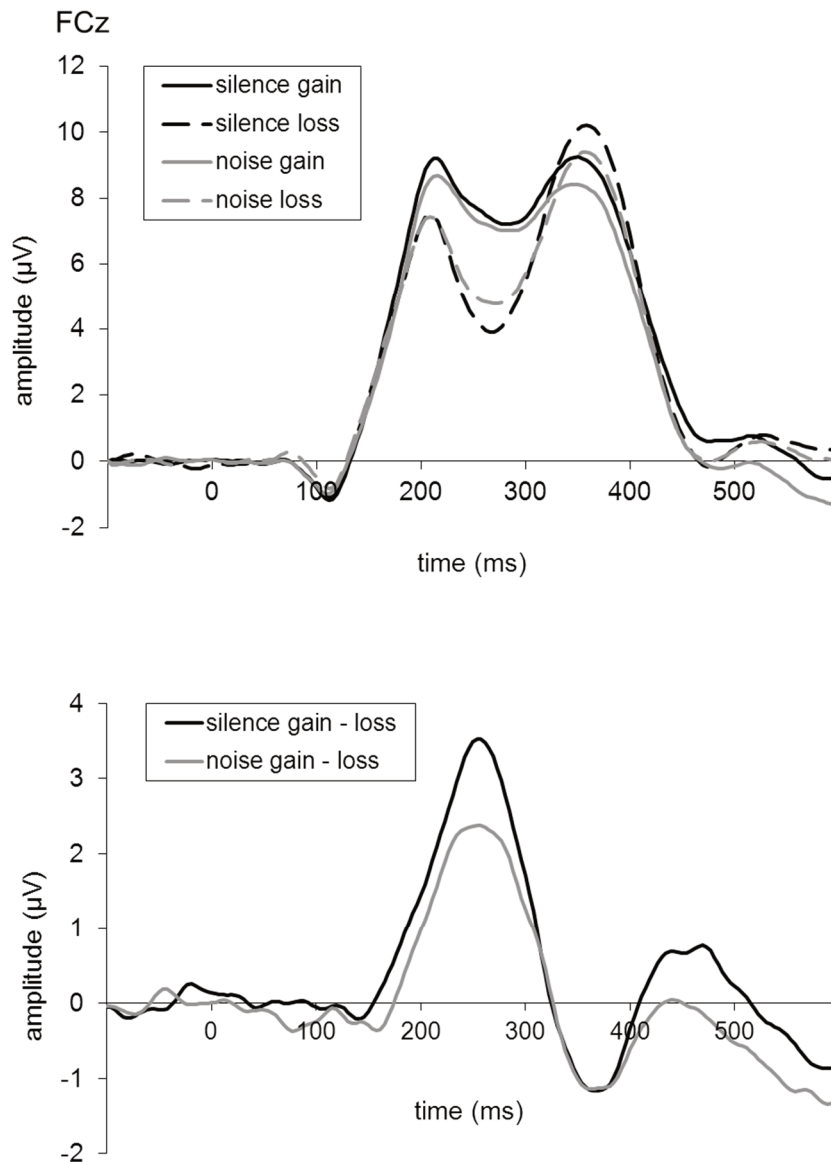 FCz
12
10
8
6
4
2
0
-2
amplitude (µV)
silence gain
silence loss
noise gain
noise loss
0 100 200 300 400 500
time (ms)
4
3
2
1
0
-1
-2
amplitude (µV)
silence gain - loss
noise gain - loss
0 100 200 300 400 500
time (ms)